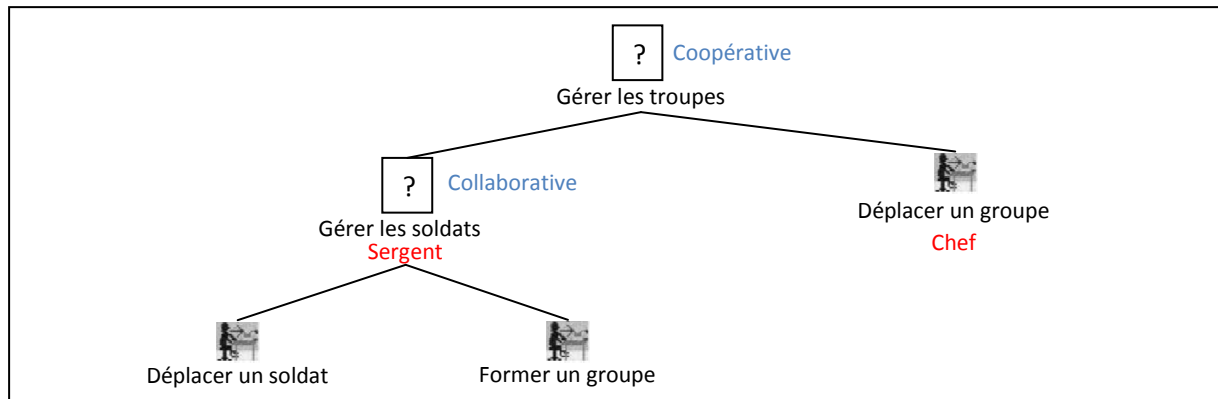 ? Coopérative
Gérer les troupes
? Collaborative
Gérer les soldats
Sergent
Déplacer un groupe
Chef
Déplacer un soldat
Former un groupe